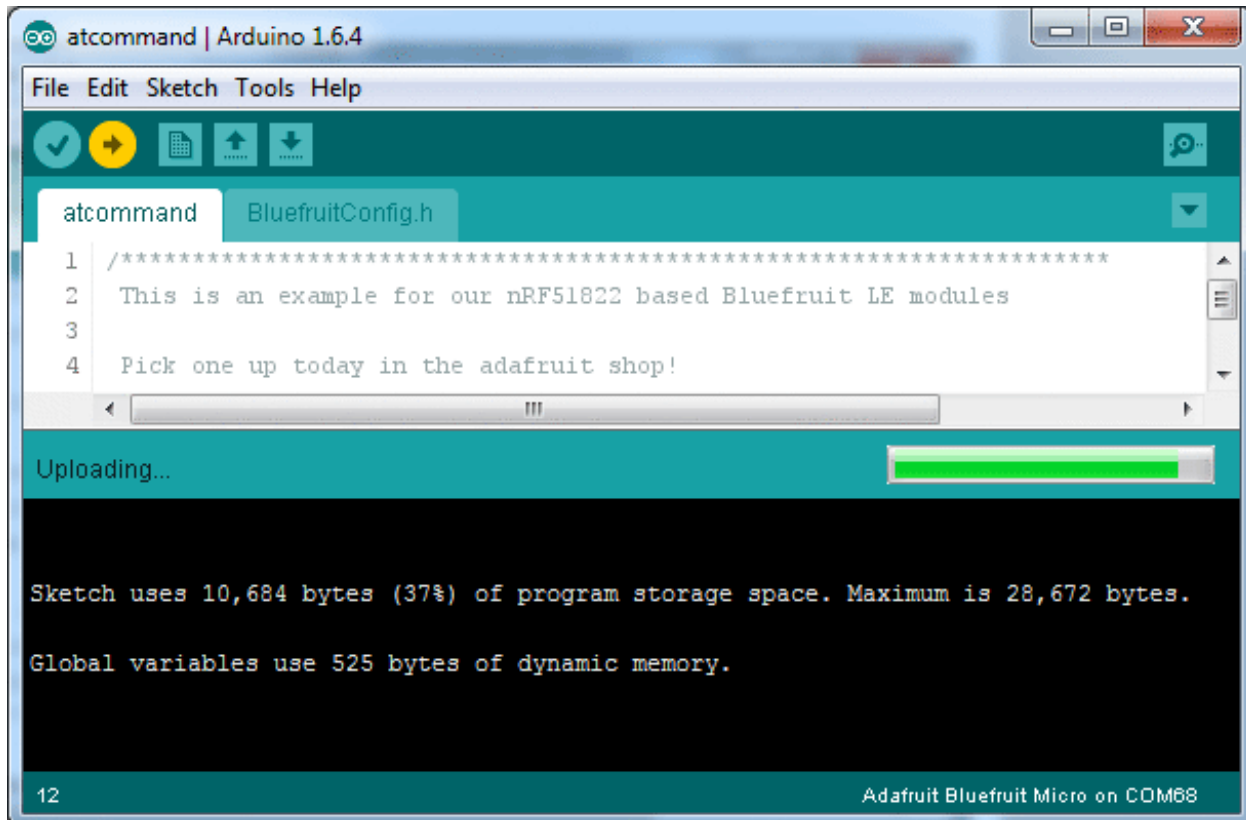 atcommand | Arduino 1.6.4
File Edit Sketch Tools Help
atcommand BluefruitConfig.h
1 /*********************************************************************
2 This is an example for our nRF51822 based Bluefruit LE modules
3
4 Pick one up today in the adafruit shop!
Uploading...
Sketch uses 10,684 bytes (37%) of program storage space. Maximum is 28,672 bytes.
Global variables use 525 bytes of dynamic memory.
12 Adafruit Bluefruit Micro on COM68